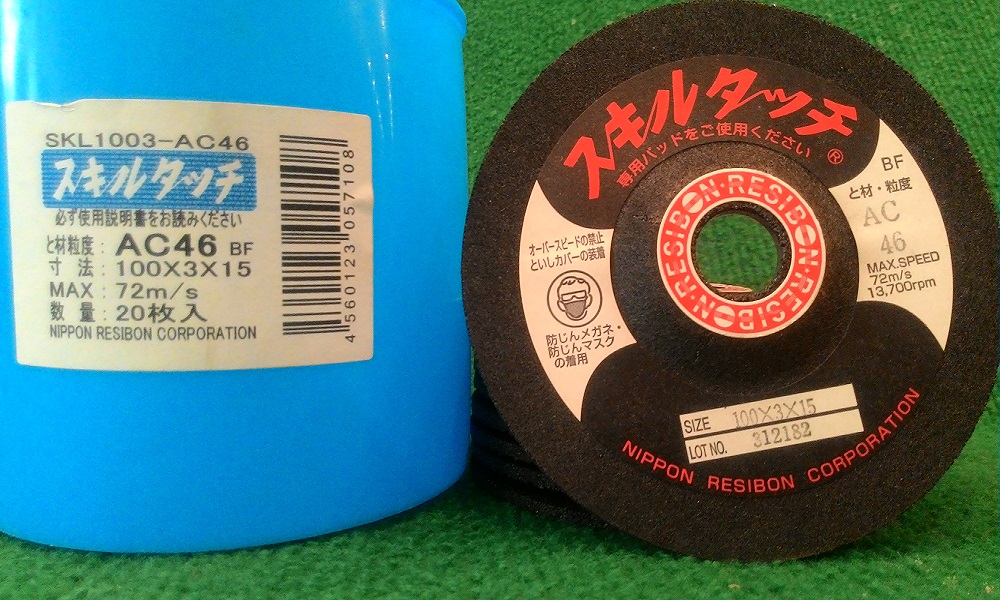 SKL1003-AC46
スキルタッチ
必ず使用説明書をお読みください
と材粒度：AC46 BF
寸 法：100X3X15
MAX：72m/s
数 量：20枚入
NIPPON RESIBON CORPORATION
4560123057108
スキルタッチ®
専用パッドをご使用ください
BF
と材・粒度
AC
46
MAX.SPEED
72m/s
13,700rpm
オーバースピードの禁止
といしカバーの装着
防じんメガネ・
防じんマスク
の着用
RESIBON・RESIBON・RESIBON・RESIBON・
SIZE 100X3X15
LOT NO. 312182
NIPPON RESIBON CORPORATION